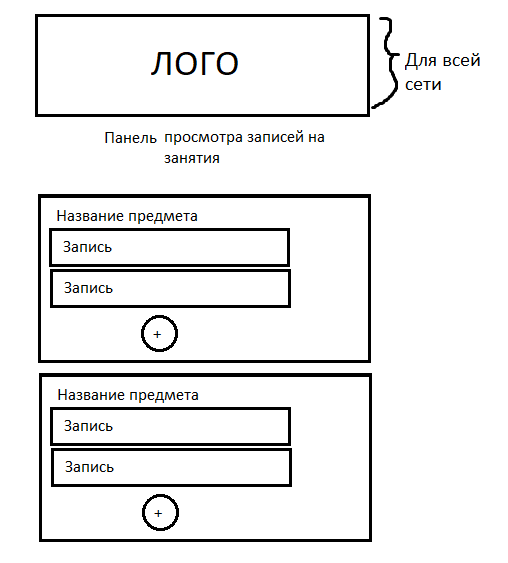 ЛОГО
Для всей
сети
Панель просмотра записей на
занятия
Название предмета
Запись
Запись
+
Название предмета
Запись
Запись
+